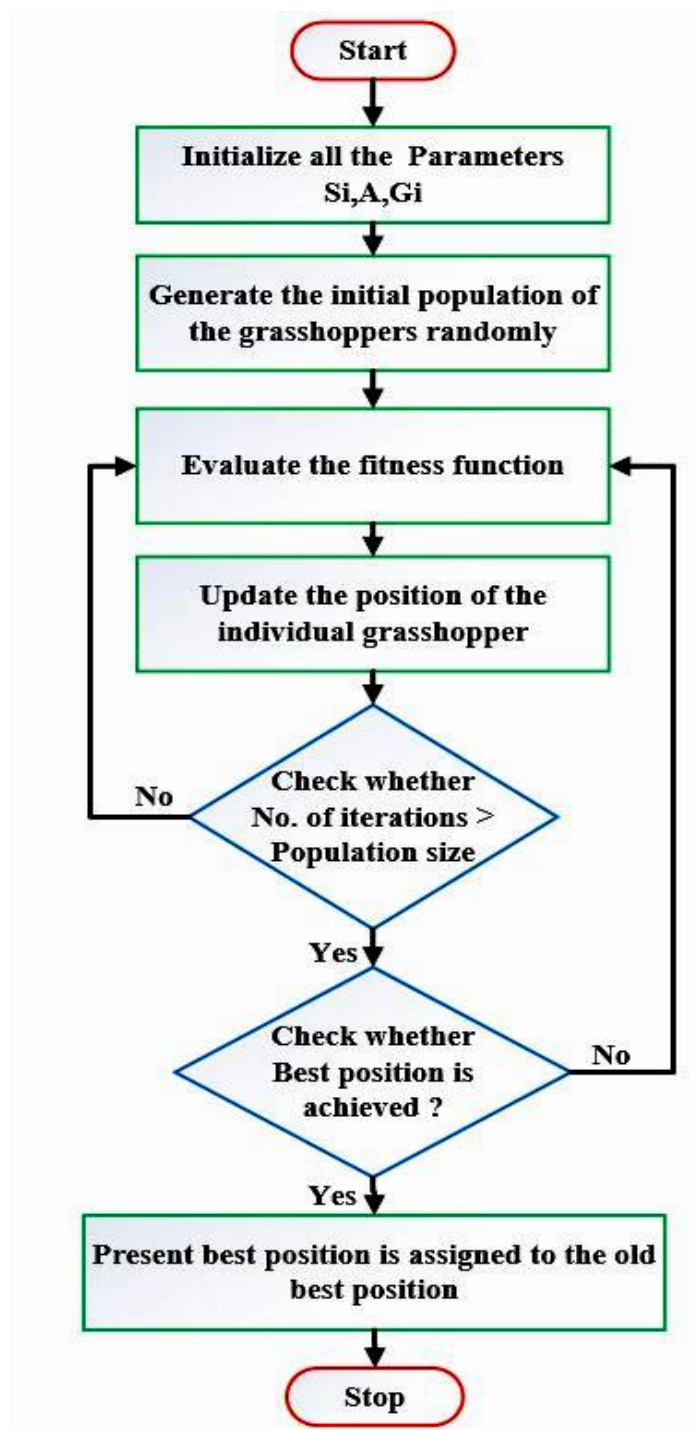 Start
Initialize all the Parameters
Si,A,Gi
Generate the initial population of
the grasshoppers randomly
Evaluate the fitness function
Update the position of the
individual grasshopper
Check whether
No. of iterations >
Population size
No
Yes
Check whether
Best position is
achieved ?
No
Yes
Present best position is assigned to the old
best position
Stop